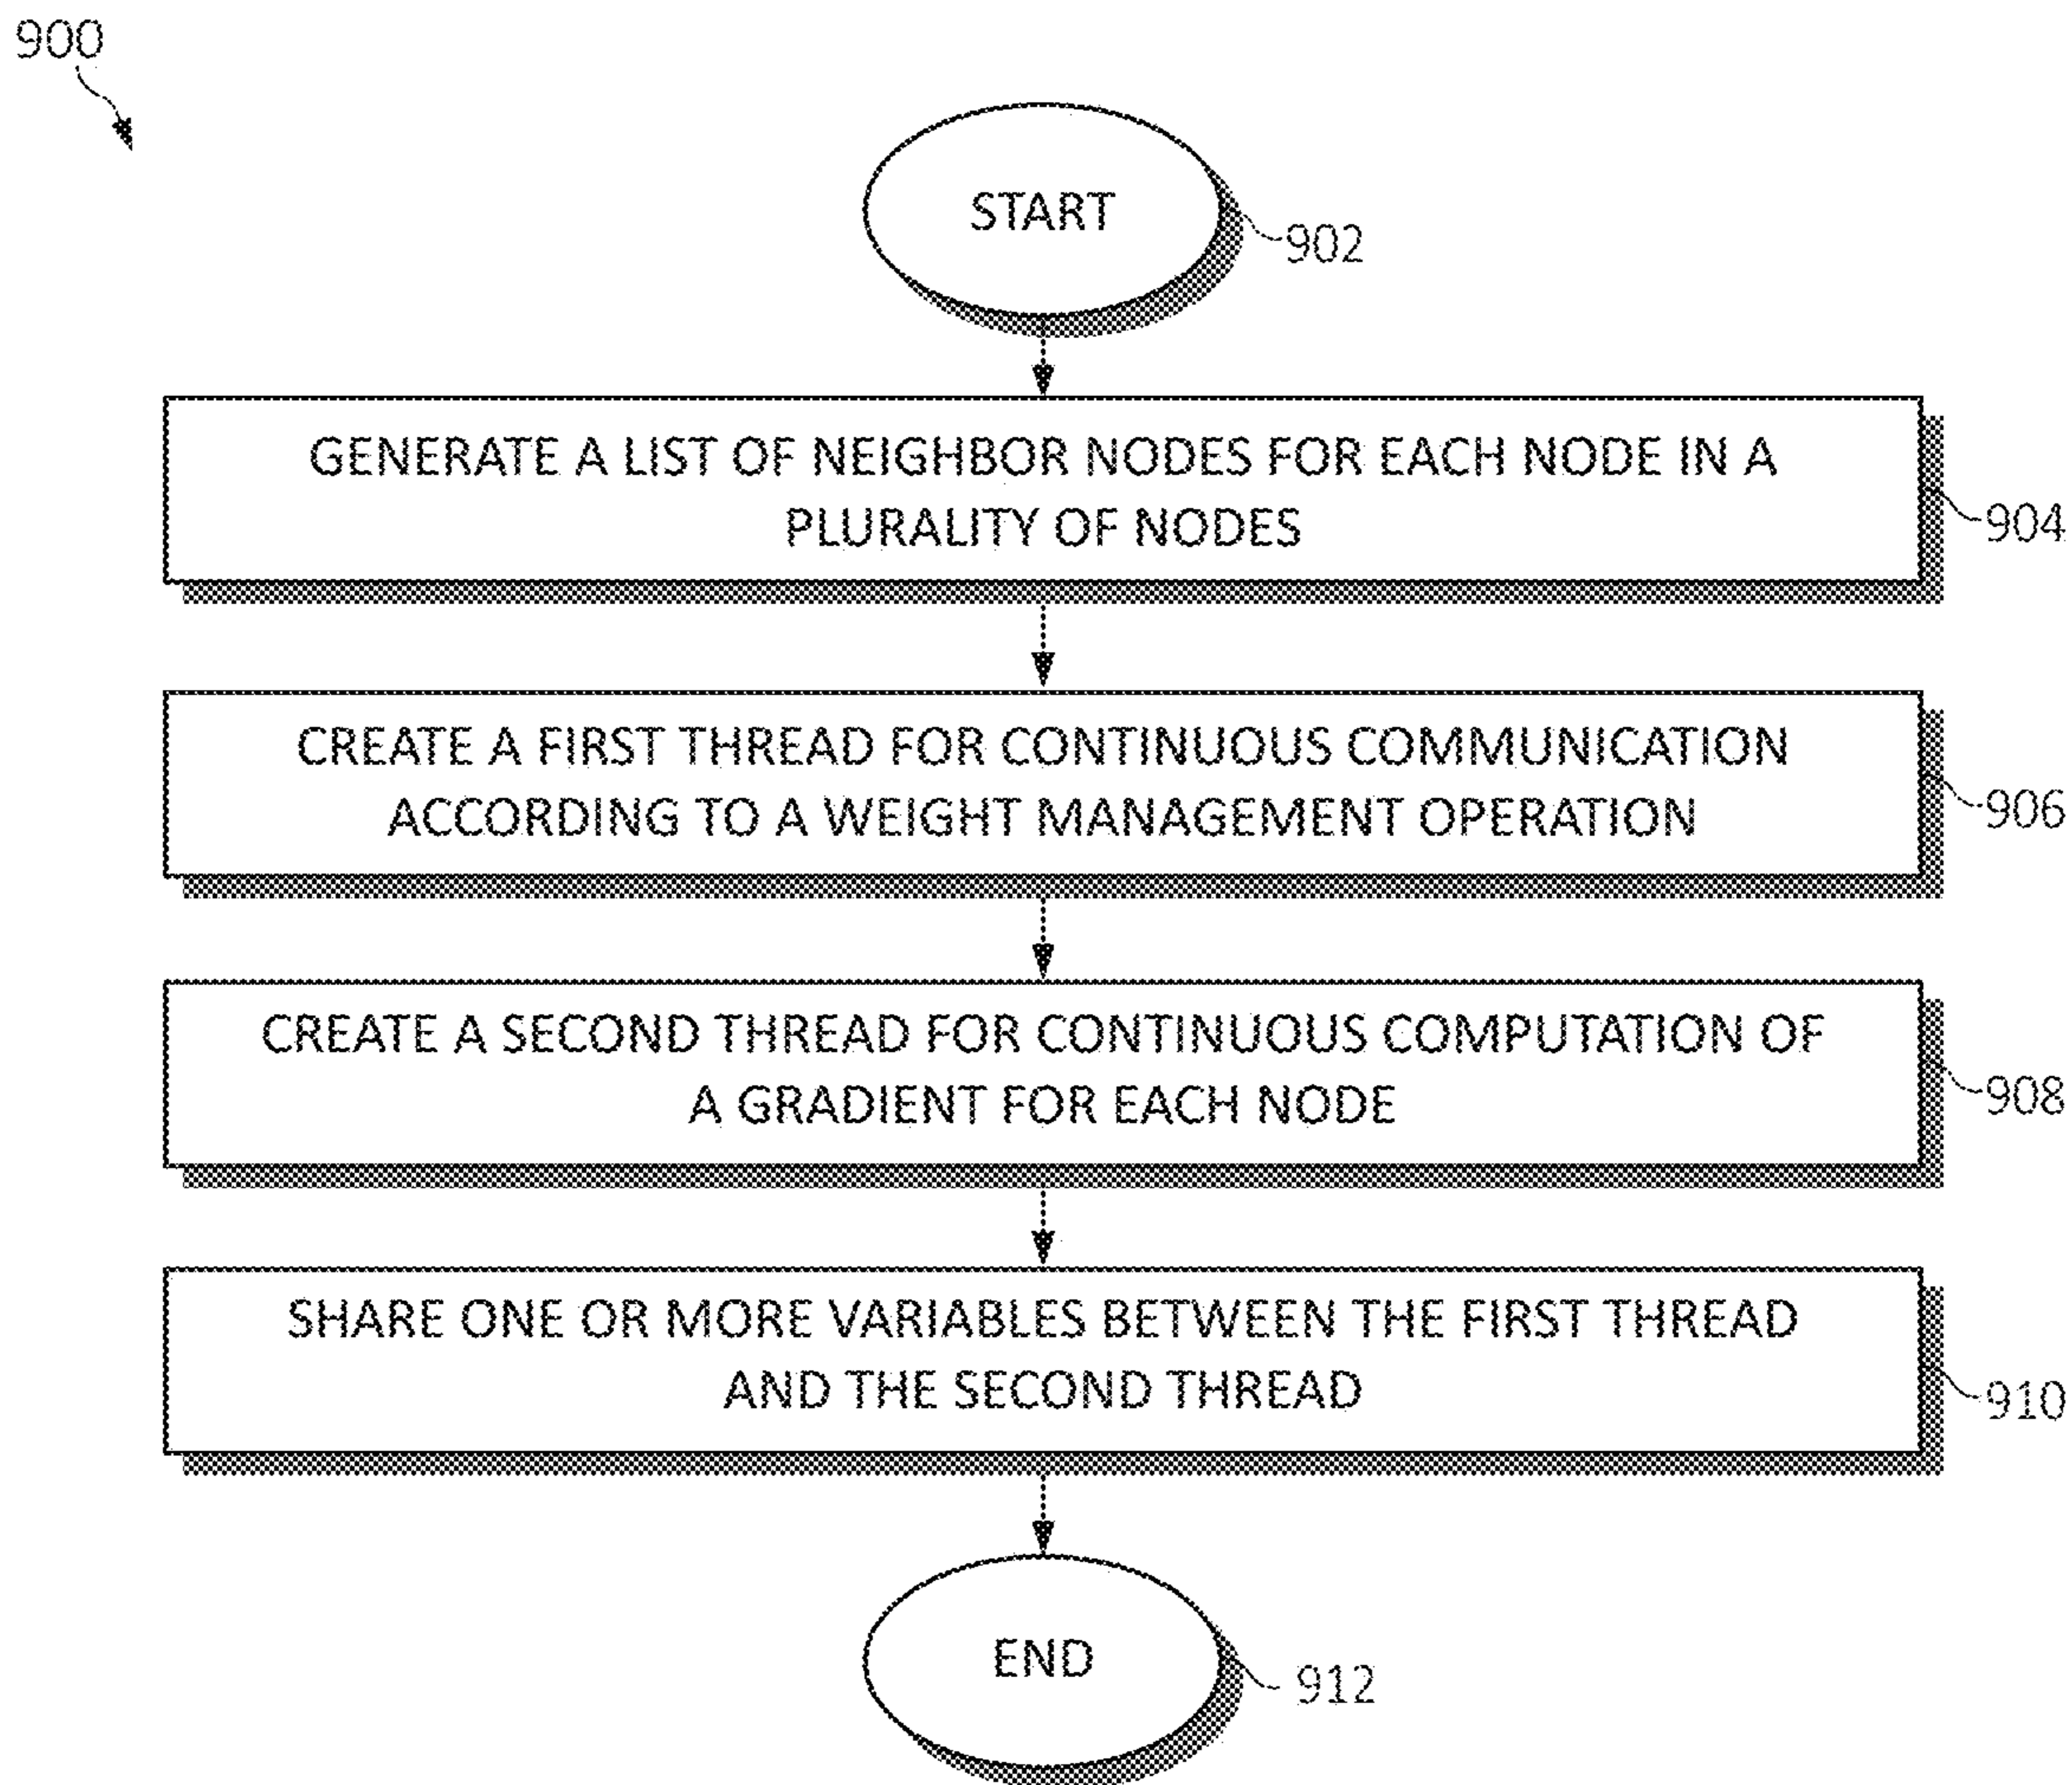 900
START
902
GENERATE A LIST OF NEIGHBOR NODES FOR EACH NODE IN A
PLURALITY OF NODES
904
CREATE A FIRST THREAD FOR CONTINUOUS COMMUNICATION
ACCORDING TO A WEIGHT MANAGEMENT OPERATION
906
CREATE A SECOND THREAD FOR CONTINUOUS COMPUTATION OF
A GRADIENT FOR EACH NODE
908
SHARE ONE OR MORE VARIABLES BETWEEN THE FIRST THREAD
AND THE SECOND THREAD
910
END
912